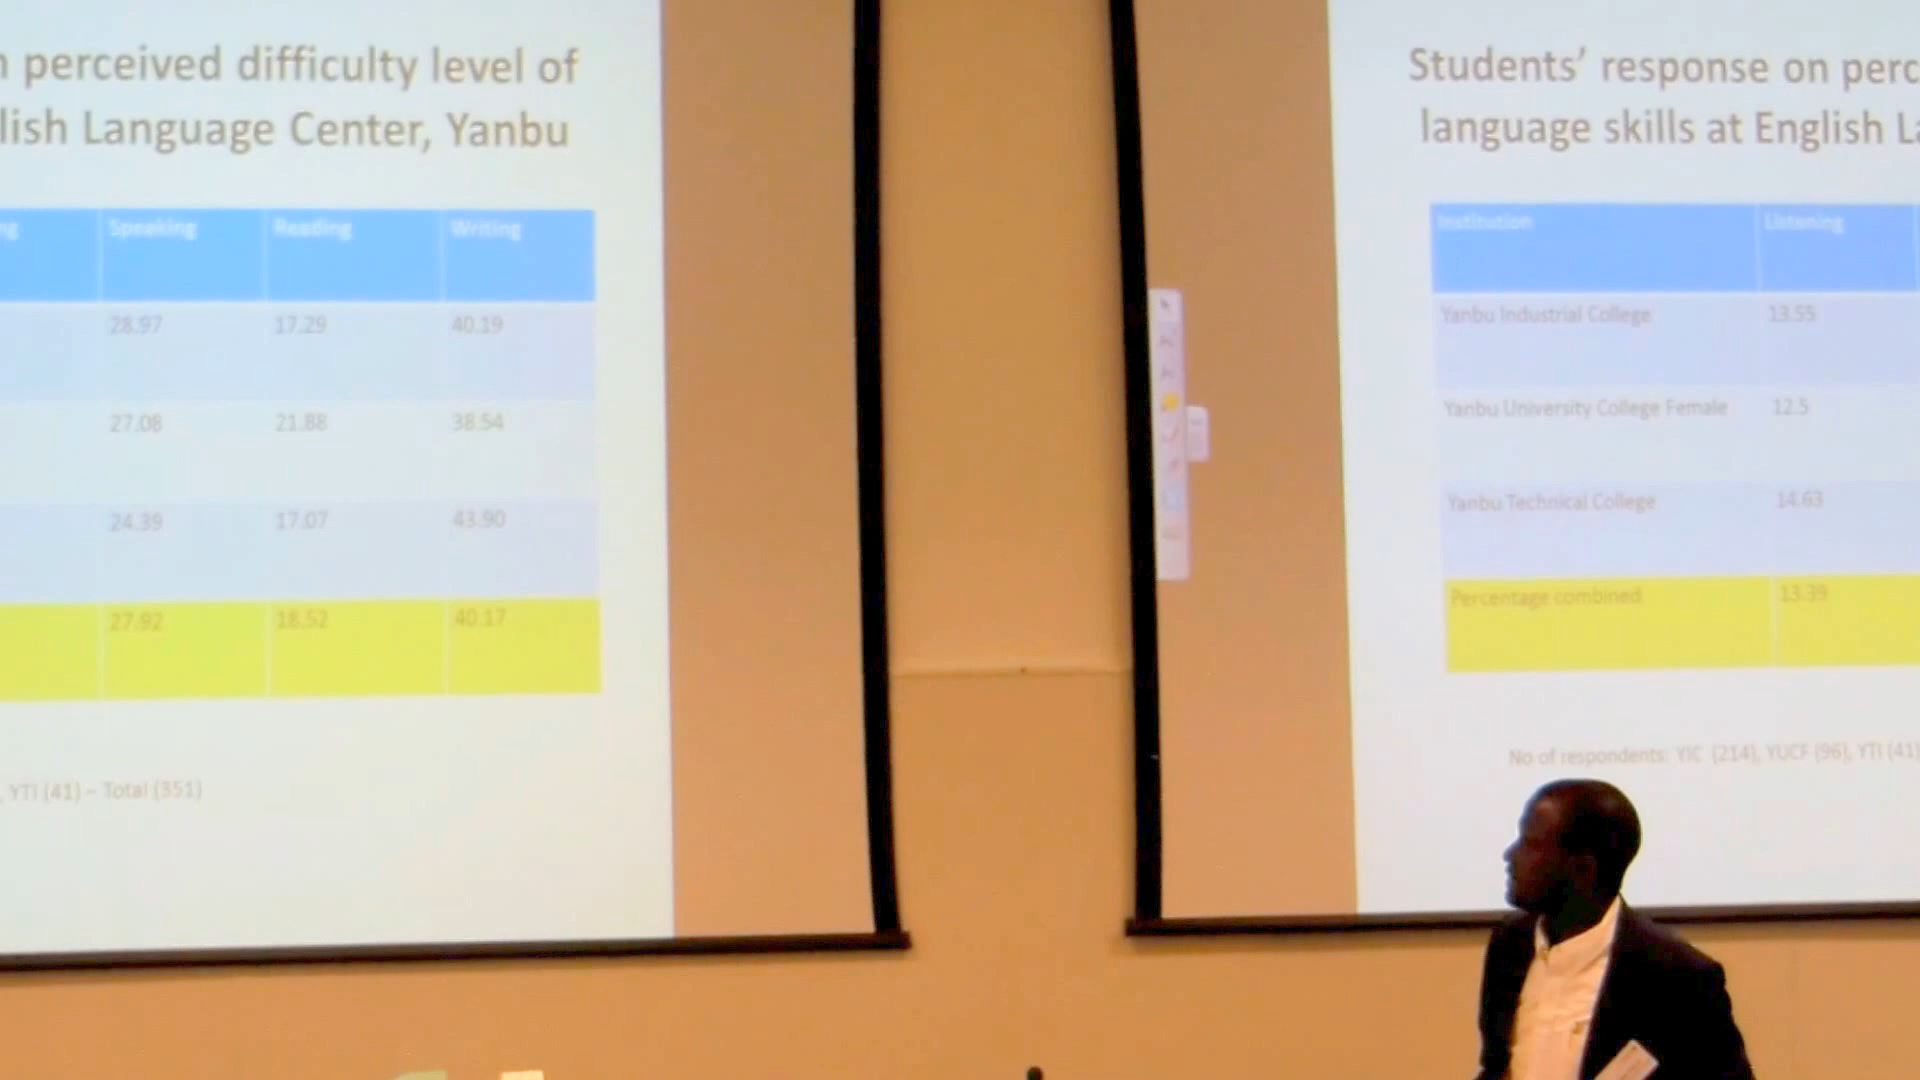 n perceived difficulty level of
lish Language Center, Yanbu
ng Speaking Reading Writing
28.97 17.29 40.19
27.08 21.88 38.54
24.39 17.07 43.90
27.92 18.52 40.17
, YTI (41) – Total (351)
Students' response on perc
language skills at English La
Institution Listening
Yanbu Industrial College 13.55
Yanbu University College Female 12.5
Yanbu Technical College 14.63
Percentage combined 13.39
No of respondents: YIC (214), YUCF (96), YTI (41)